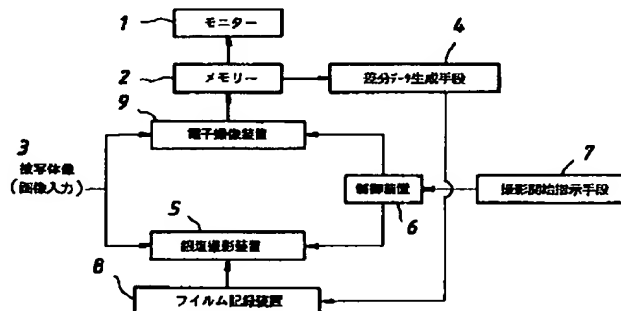 1
モニター
2
メモリー
4
差分データ生成手段
9
電子撮像装置
3
被写体像
(画像入力)
7
制御装置
撮影開始指示手段
6
5
銀塩撮影装置
8
フイルム記録装置